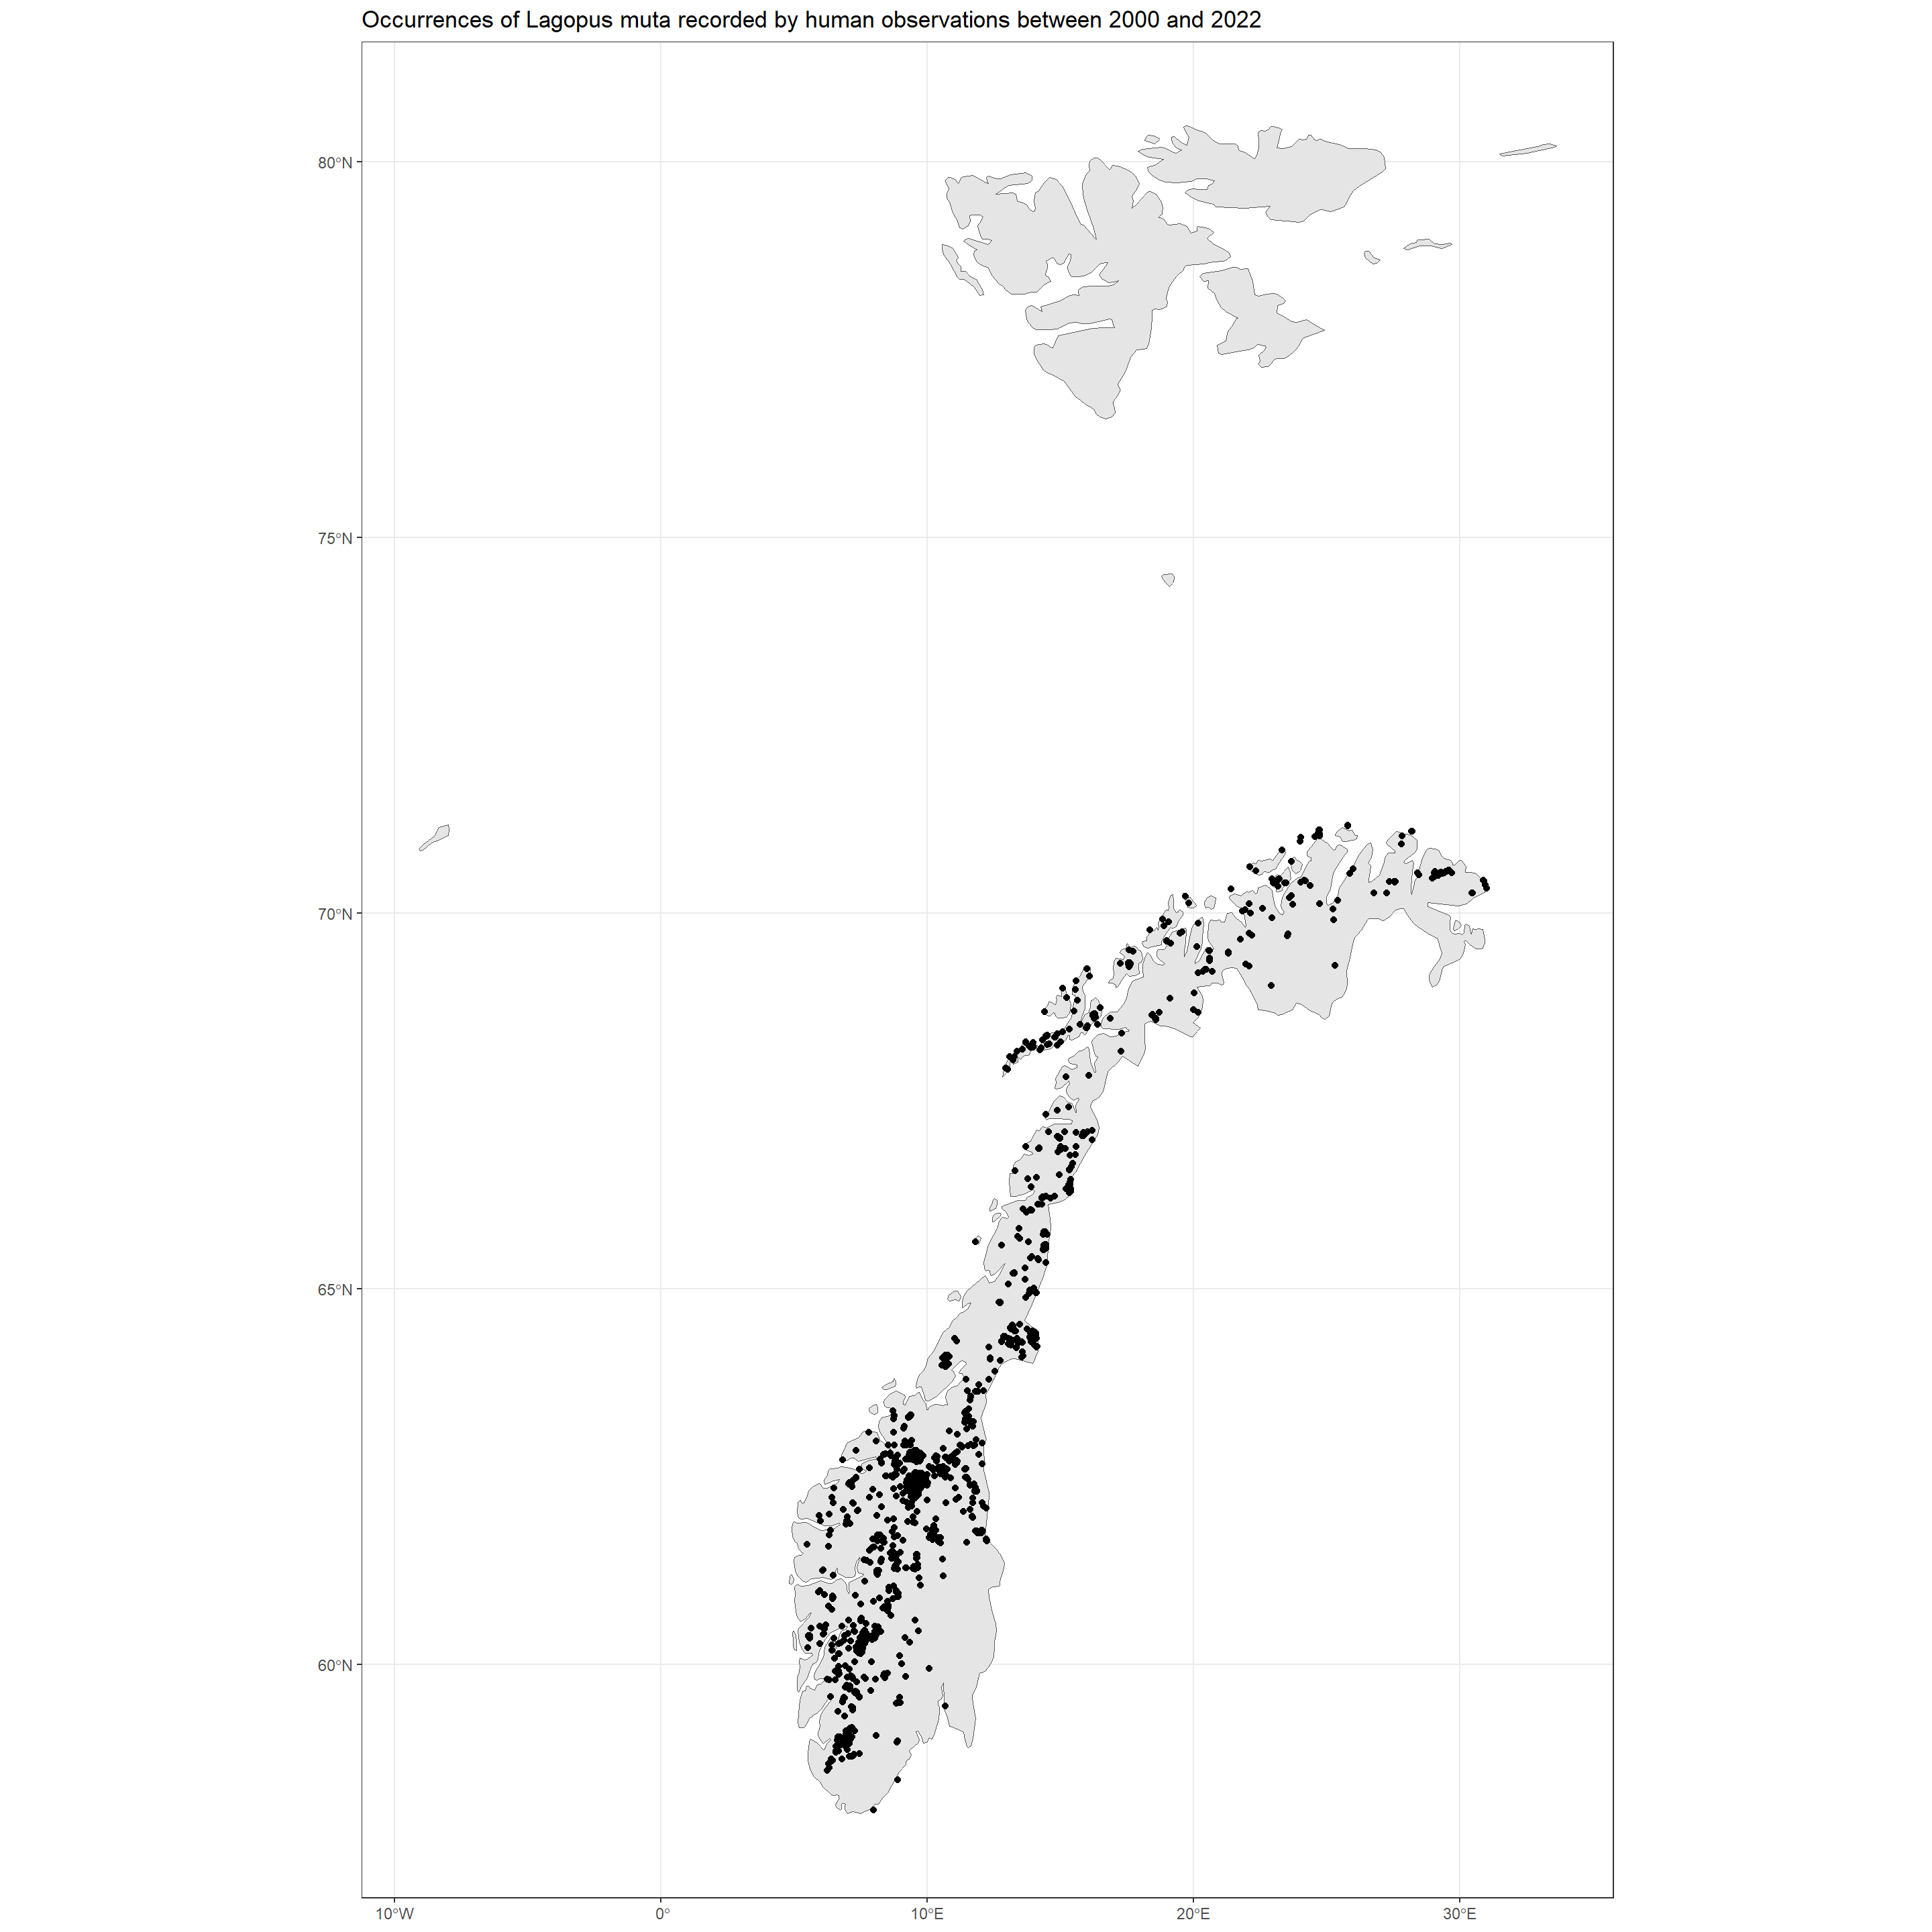 Occurrences of Lagopus muta recorded by human observations between 2000 and 2022
80°N
75°N
70°N
65°N
60°N
10°W 0° 10°E 20°E 30°E